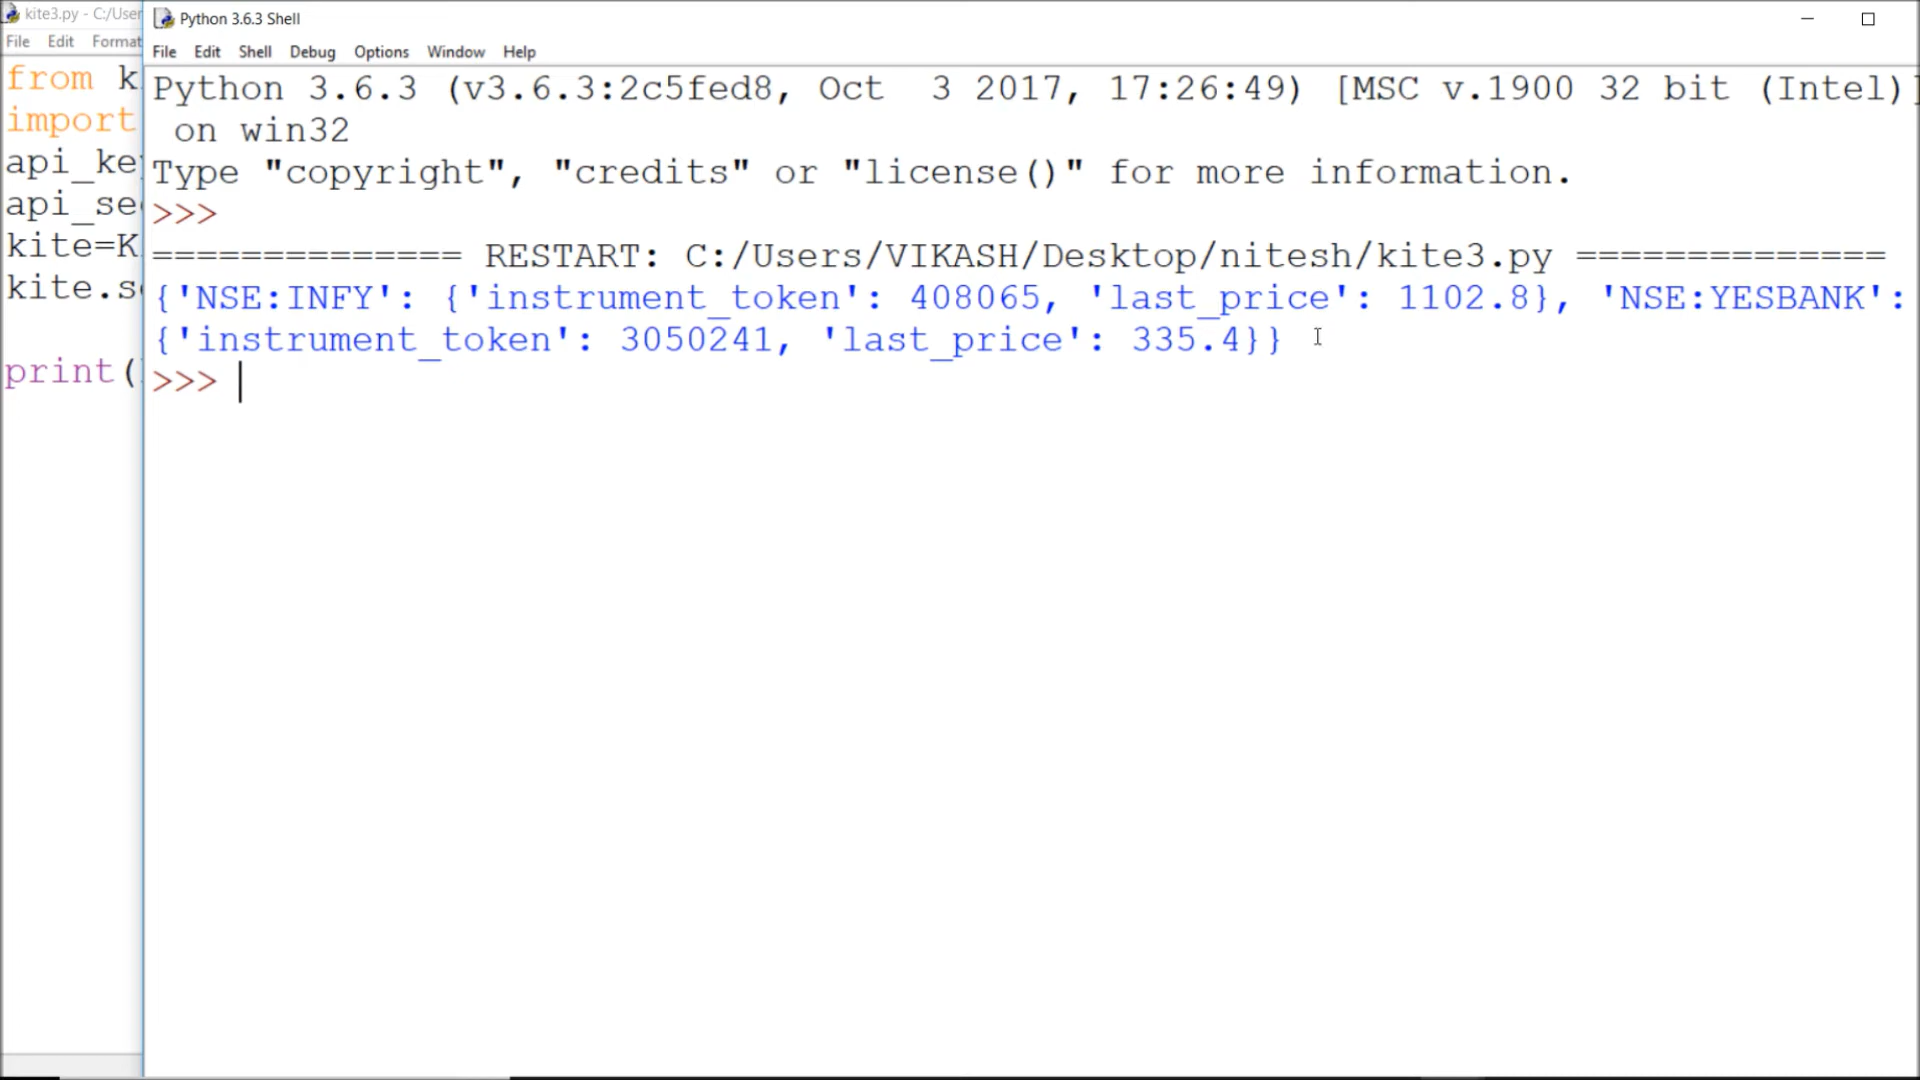 kite3.py - C:/User
File Edit Format
from k
import
api_ke
api_se
kite=K
kite.s
print(
Python 3.6.3 Shell
File Edit Shell Debug Options Window Help
Python 3.6.3 (v3.6.3:2c5fed8, Oct  3 2017, 17:26:49) [MSC v.1900 32 bit (Intel)]
 on win32
Type "copyright", "credits" or "license()" for more information.
>>>
============== RESTART: C:/Users/VIKASH/Desktop/nitesh/kite3.py ==============
{'NSE:INFY': {'instrument_token': 408065, 'last_price': 1102.8}, 'NSE:YESBANK':
{'instrument_token': 3050241, 'last_price': 335.4}}
>>>